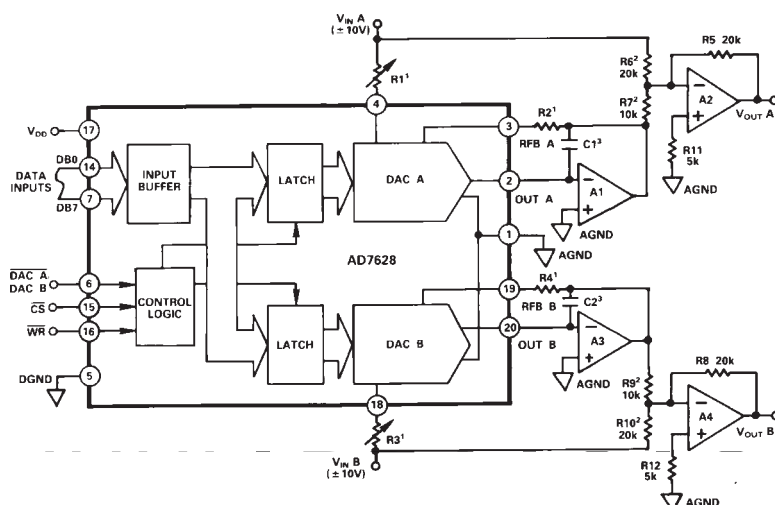 V_IN A
(±10V)
R1¹
R6²
20k
R5 20k
R7²
10k
A2
V_OUT A
R11
5k
AGND
4
3
R2¹
RFB A
C1³
V_DD
17
DATA
INPUTS
DB0
14
DB7
7
INPUT
BUFFER
LATCH
DAC A
2
OUT A
A1
AGND
1
AGND
AD7628
DAC A
DAC B
6
CS
15
WR
16
CONTROL
LOGIC
19
R4¹
RFB B
C2³
LATCH
DAC B
20
OUT B
A3
AGND
DGND
5
18
R3¹
V_IN B
(±10V)
R9²
10k
R10²
20k
R8 20k
A4
V_OUT B
R12
5k
AGND